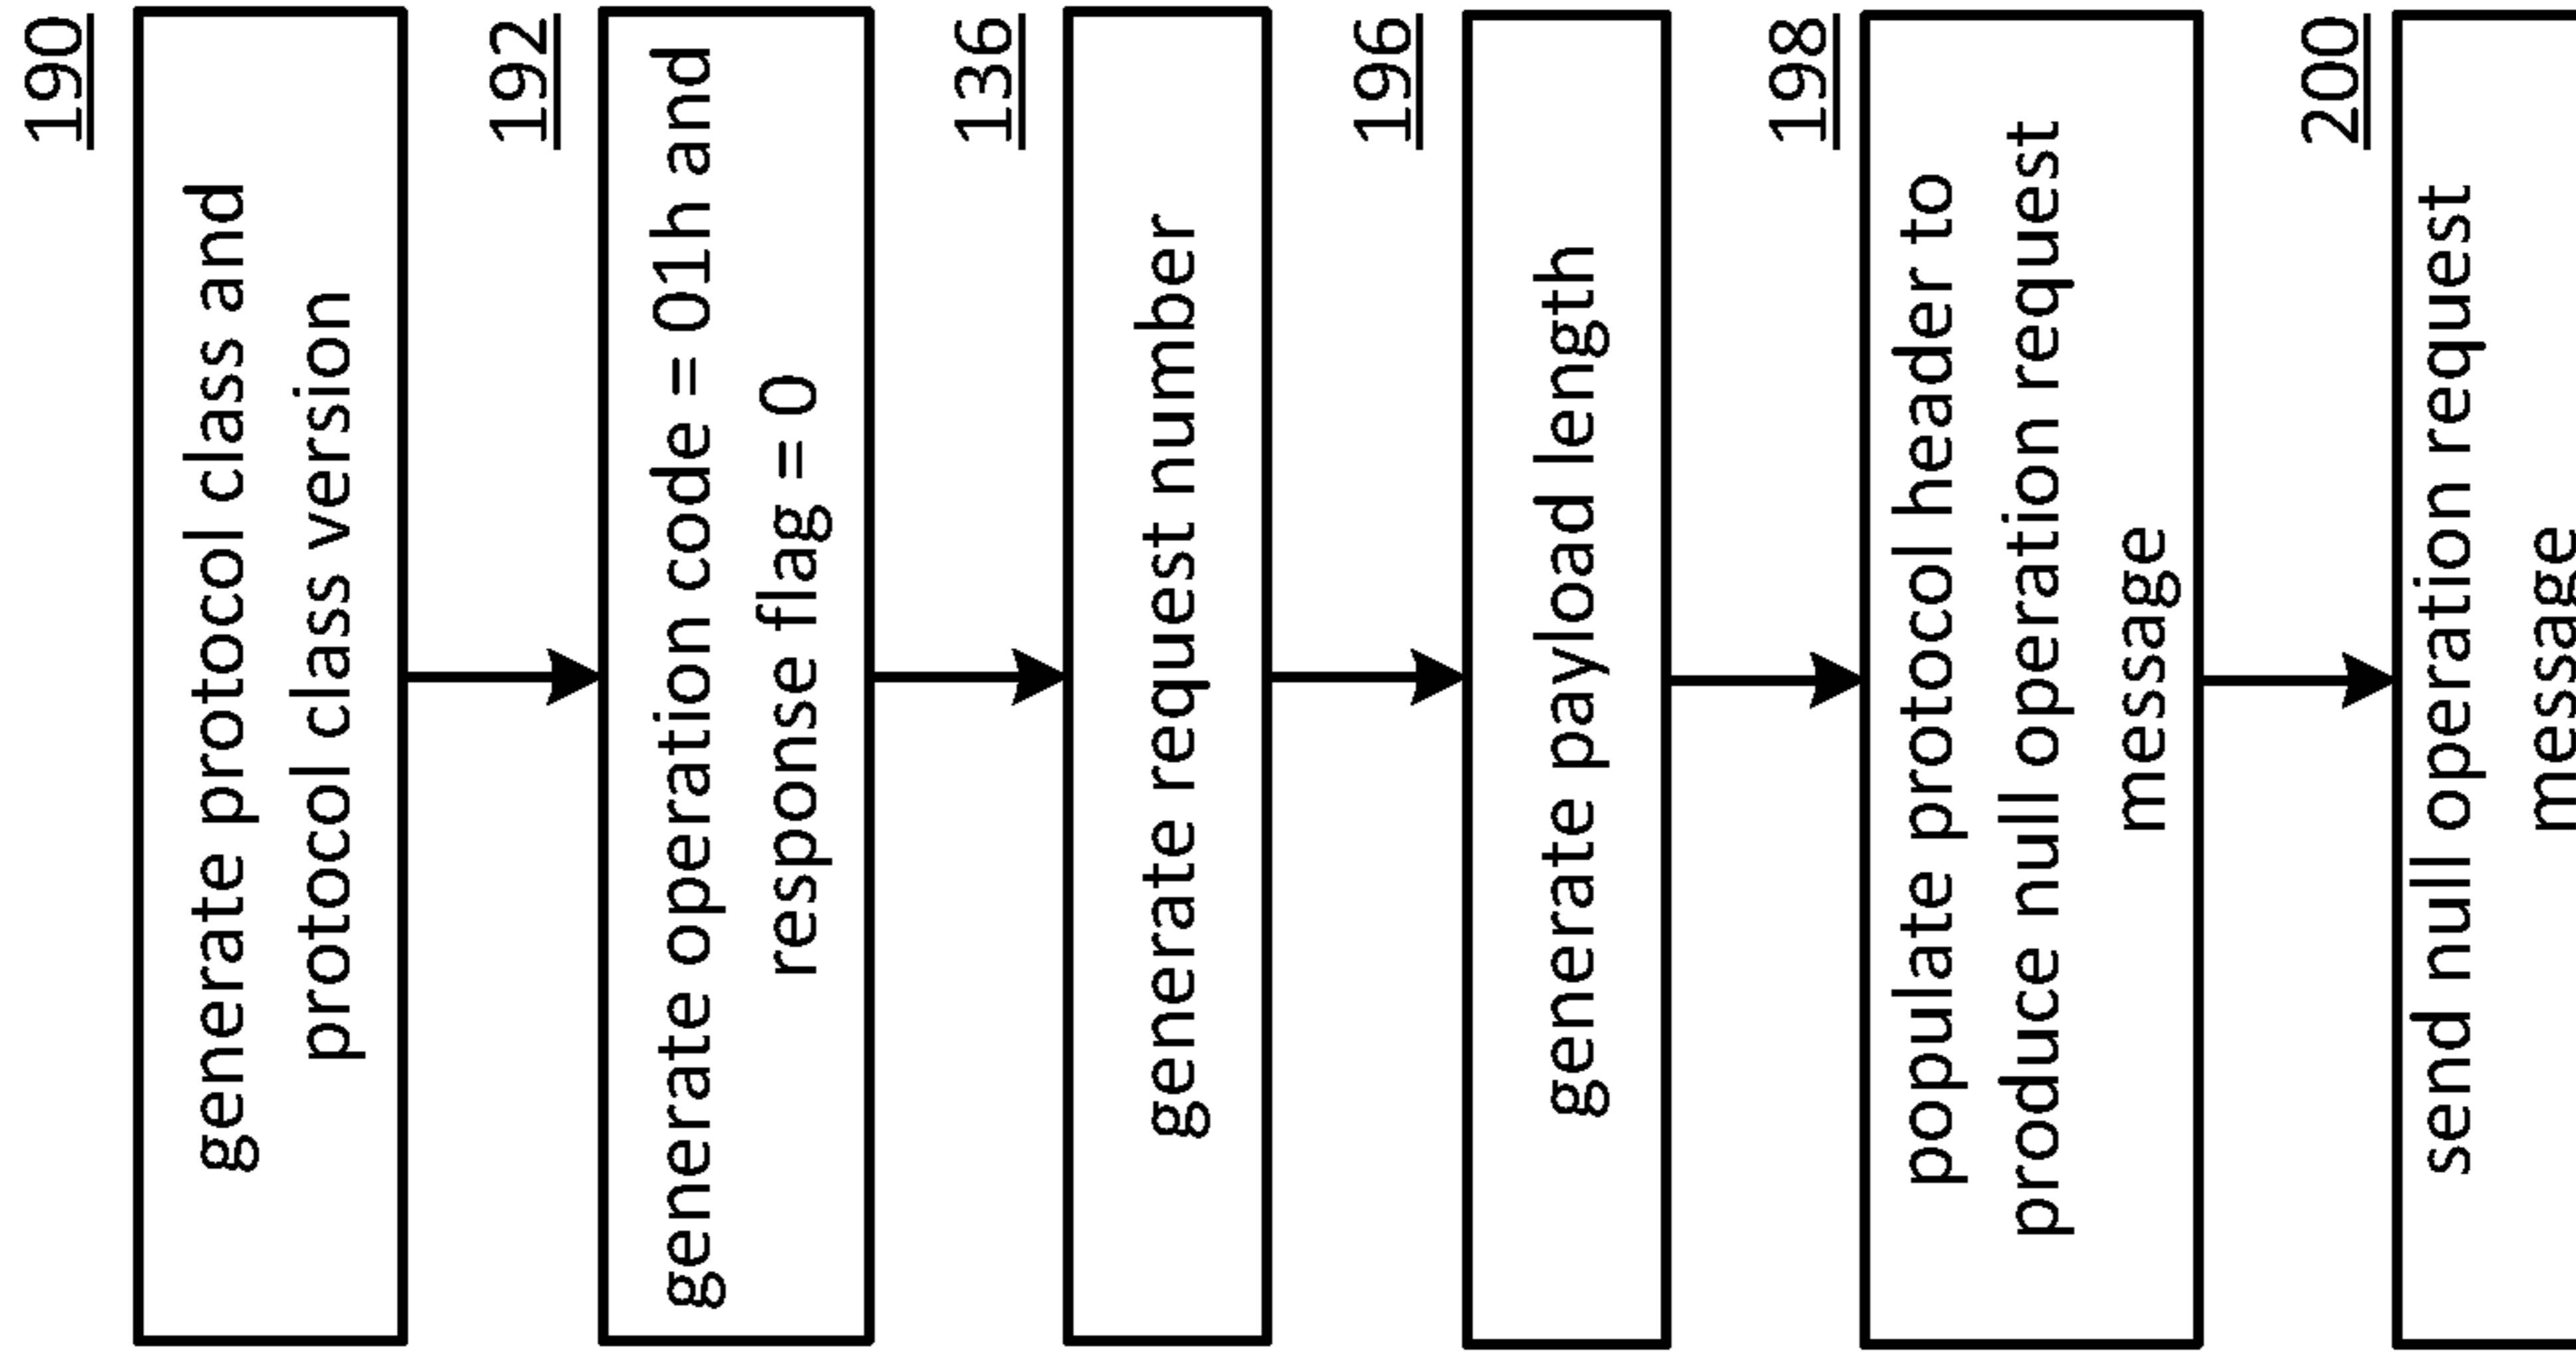 190
generate protocol class and
protocol class version
192
generate operation code = 01h and
response flag = 0
136
generate request number
196
generate payload length
198
populate protocol header to
produce null operation request
message
200
send null operation request
message